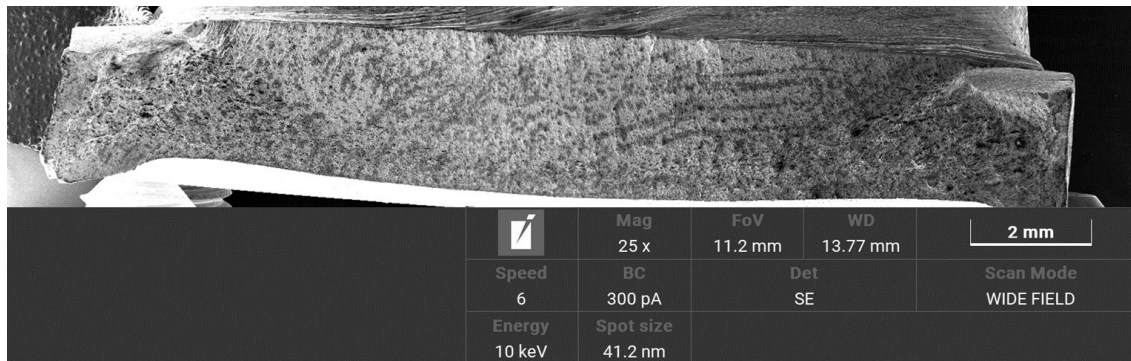 Mag FoV WD
25 x 11.2 mm 13.77 mm 2 mm
Speed BC Det Scan Mode
6 300 pA SE WIDE FIELD
Energy Spot size
10 keV 41.2 nm